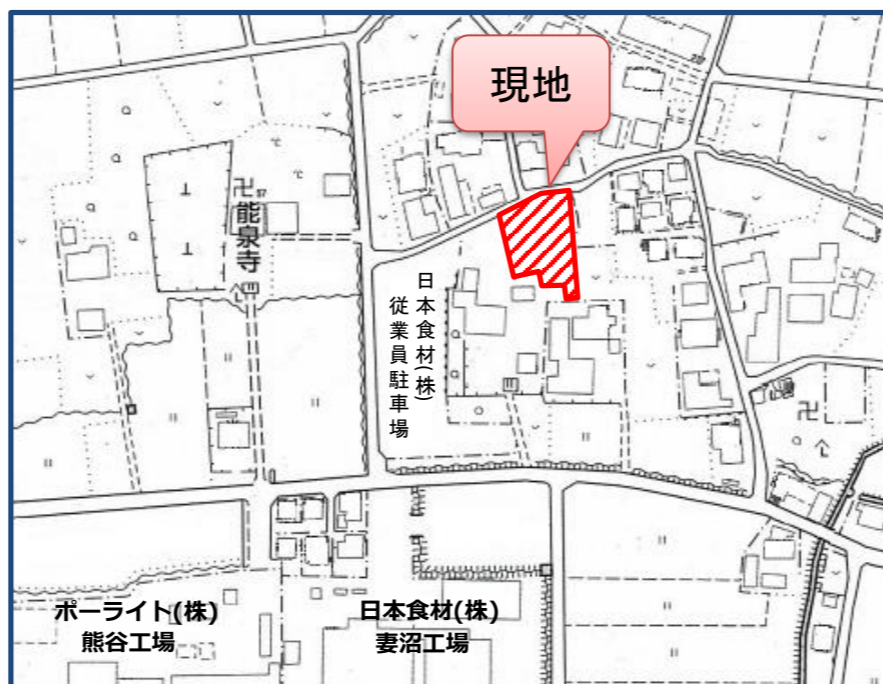 現地
能泉寺
日本食材(株)
従業員駐車場
ポーライト(株)
熊谷工場
日本食材(株)
妻沼工場